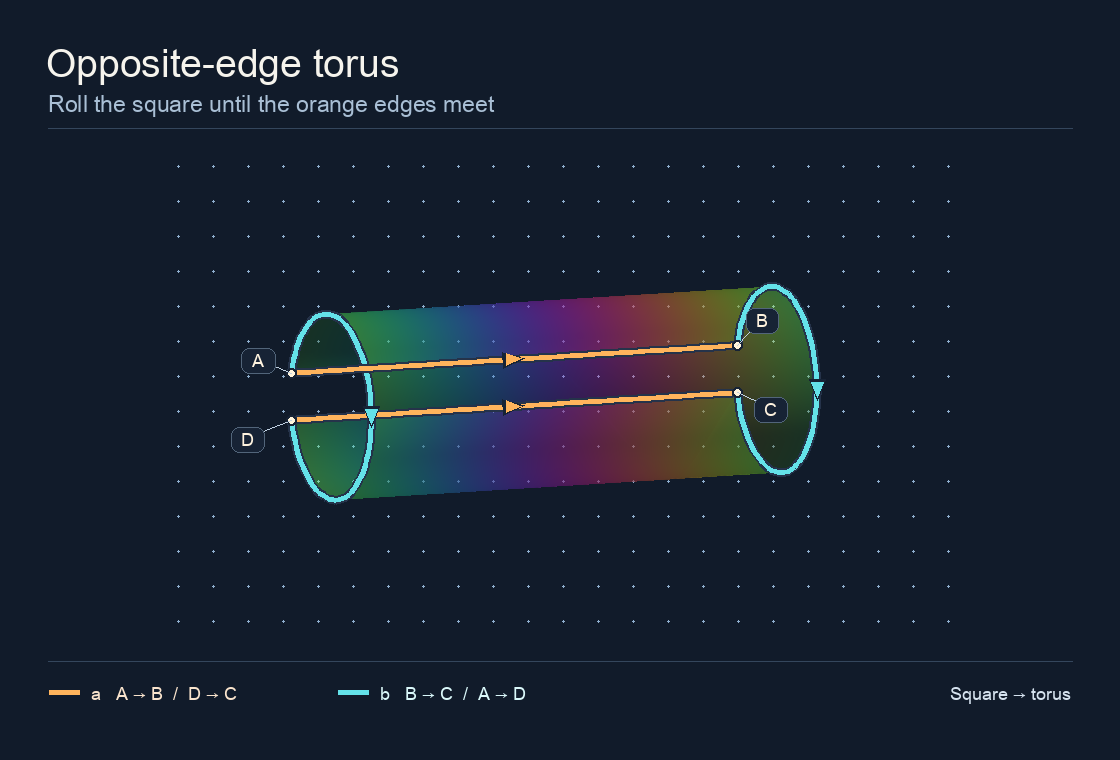 Opposite-edge torus
Roll the square until the orange edges meet
B
A
C
D
a A→B / D→C
b B→C / A→D
Square→torus